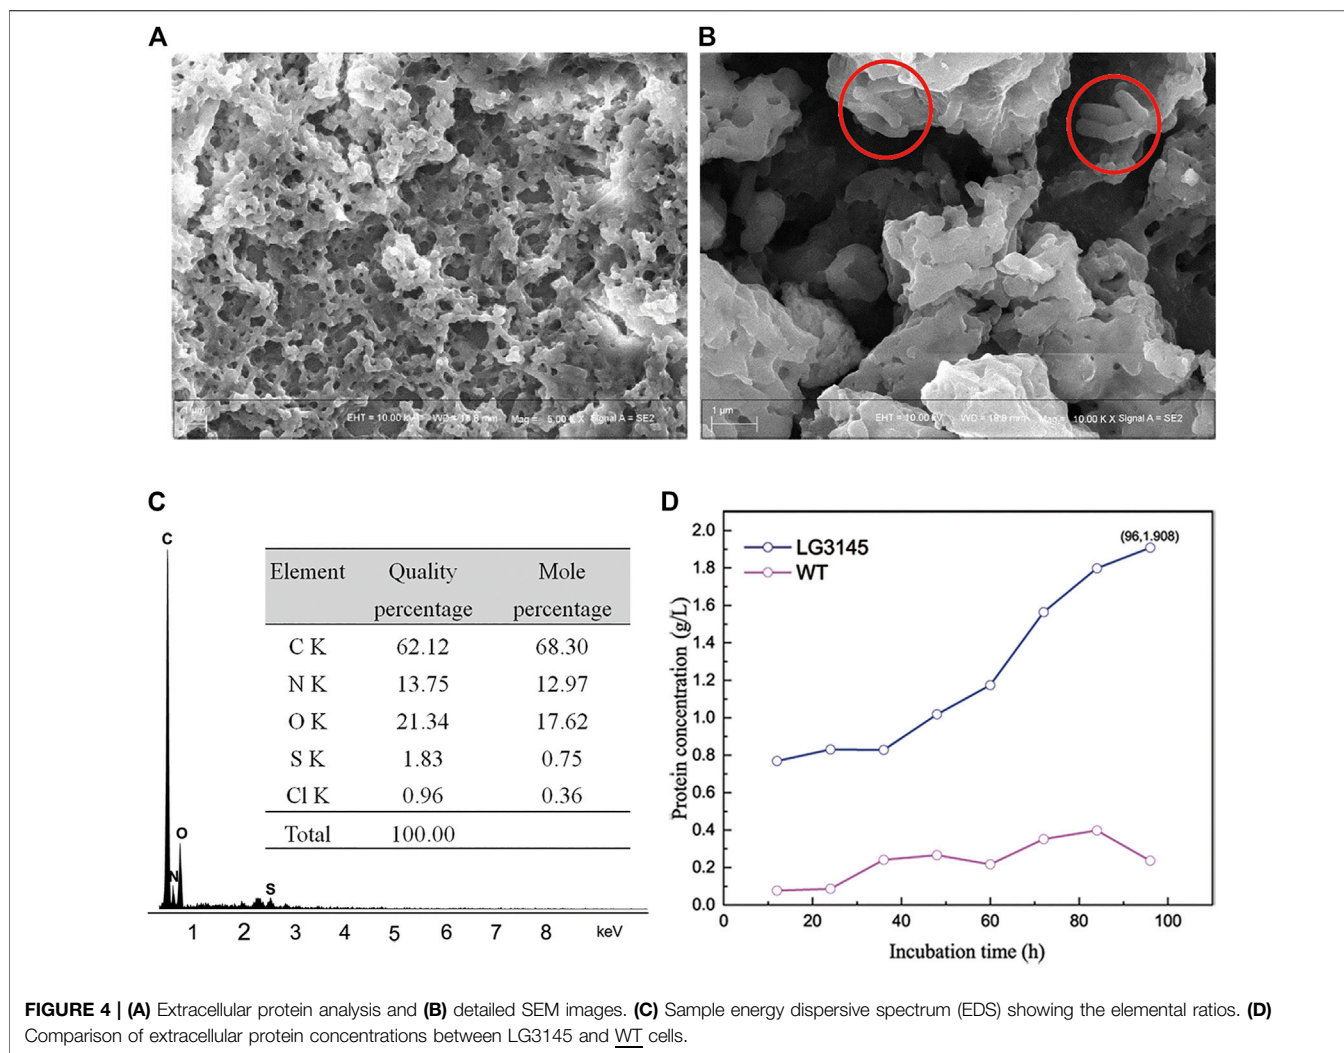 A
B
1 µm EHT = 10.00 kV WD = 18.8 mm Mag = 5.00 K X Signal A = SE2
1 µm EHT = 10.00 kV WD = 18.9 mm Mag = 10.00 K X Signal A = SE2
C
C
O
N
S
Element Quality percentage Mole percentage
C K 62.12 68.30
N K 13.75 12.97
O K 21.34 17.62
S K 1.83 0.75
Cl K 0.96 0.36
Total 100.00
1 2 3 4 5 6 7 8 keV
D
LG3145
WT
(96,1.908)
Protein concentration (g/L)
2.0
1.8
1.6
1.4
1.2
1.0
0.8
0.6
0.4
0.2
0.0
0 20 40 60 80 100
Incubation time (h)
FIGURE 4 | (A) Extracellular protein analysis and (B) detailed SEM images. (C) Sample energy dispersive spectrum (EDS) showing the elemental ratios. (D)
Comparison of extracellular protein concentrations between LG3145 and WT cells.